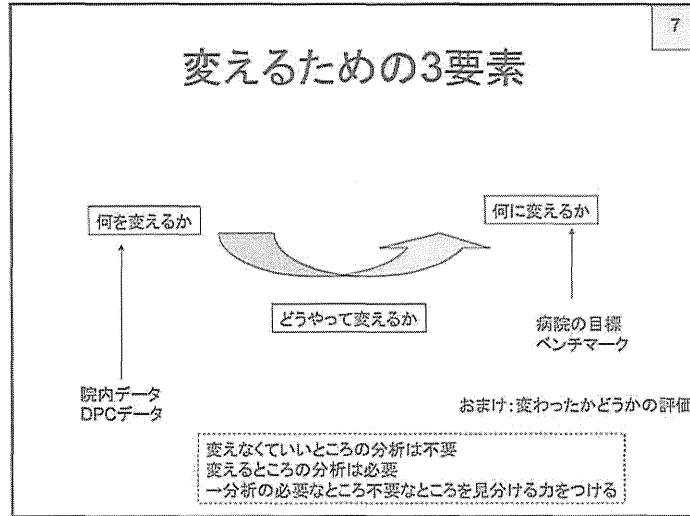 7
変えるための3要素
何を変えるか
何に変えるか
どうやって変えるか
病院の目標
ベンチマーク
院内データ
DPCデータ
おまけ：変わったかどうかの評価
変えなくていいところの分析は不要
変えるところの分析は必要
→分析の必要なところ不要なところを見分ける力をつける